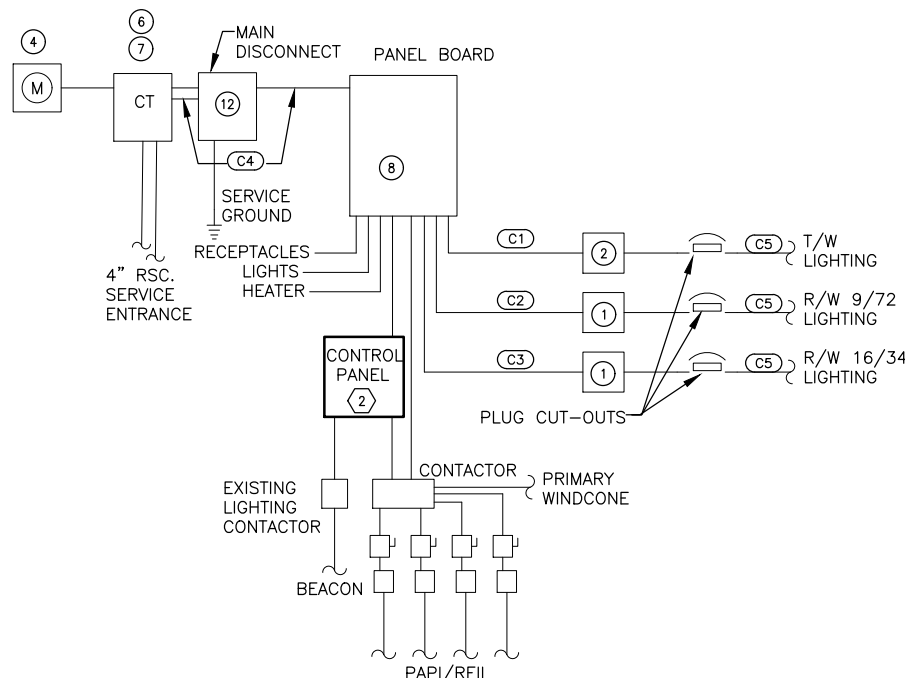 6
7
4
MAIN
DISCONNECT
PANEL BOARD
M
CT
12
C4
8
SERVICE
GROUND
4" RSC.
SERVICE
ENTRANCE
RECEPTACLES
LIGHTS
HEATER
C1
2
C5
T/W
LIGHTING
C2
1
C5
R/W 9/72
LIGHTING
C3
1
C5
R/W 16/34
LIGHTING
PLUG CUT-OUTS
CONTROL
PANEL
2
CONTACTOR
PRIMARY
WINDCONE
EXISTING
LIGHTING
CONTACTOR
BEACON
PAPI/REIL